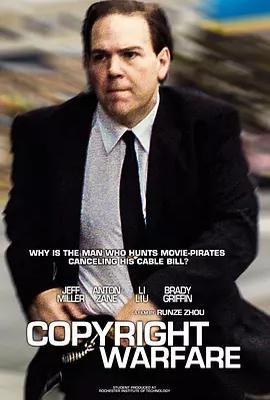 WHY IS THE MAN WHO HUNTS MOVIE-PIRATES
CANCELING HIS CABLE BILL?
JEFF MILLER ANTON ZANE LI LIU BRADY GRIFFIN
A FILM BY RUNZE ZHOU
COPYRIGHT
WARFARE
STUDENT PRODUCED AT
ROCHESTER INSTITUTE OF TECHNOLOGY